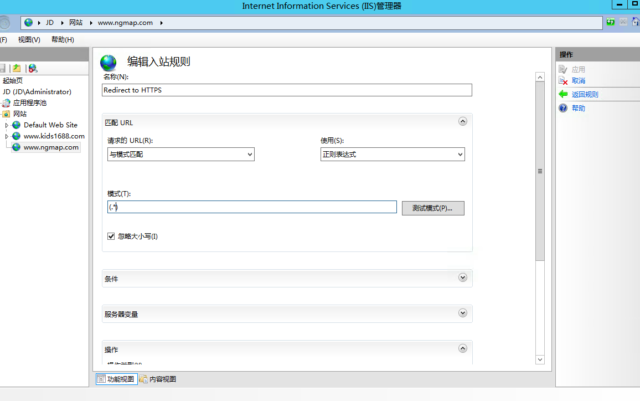 Internet Information Services (IIS)管理器
JD 网站 www.ngmap.com
(F) 视图(V) 帮助(H)
起始页
JD (JD\Administrator)
应用程序池
网站
Default Web Site
www.kids1688.com
www.ngmap.com
编辑入站规则
名称(N):
Redirect to HTTPS
匹配 URL
请求的 URL(R): 使用(S):
与模式匹配 正则表达式
模式(T):
(.*) 测试模式(P)...
忽略大小写(I)
条件
服务器变量
操作
功能视图 内容视图
操作
应用
取消
返回规则
帮助